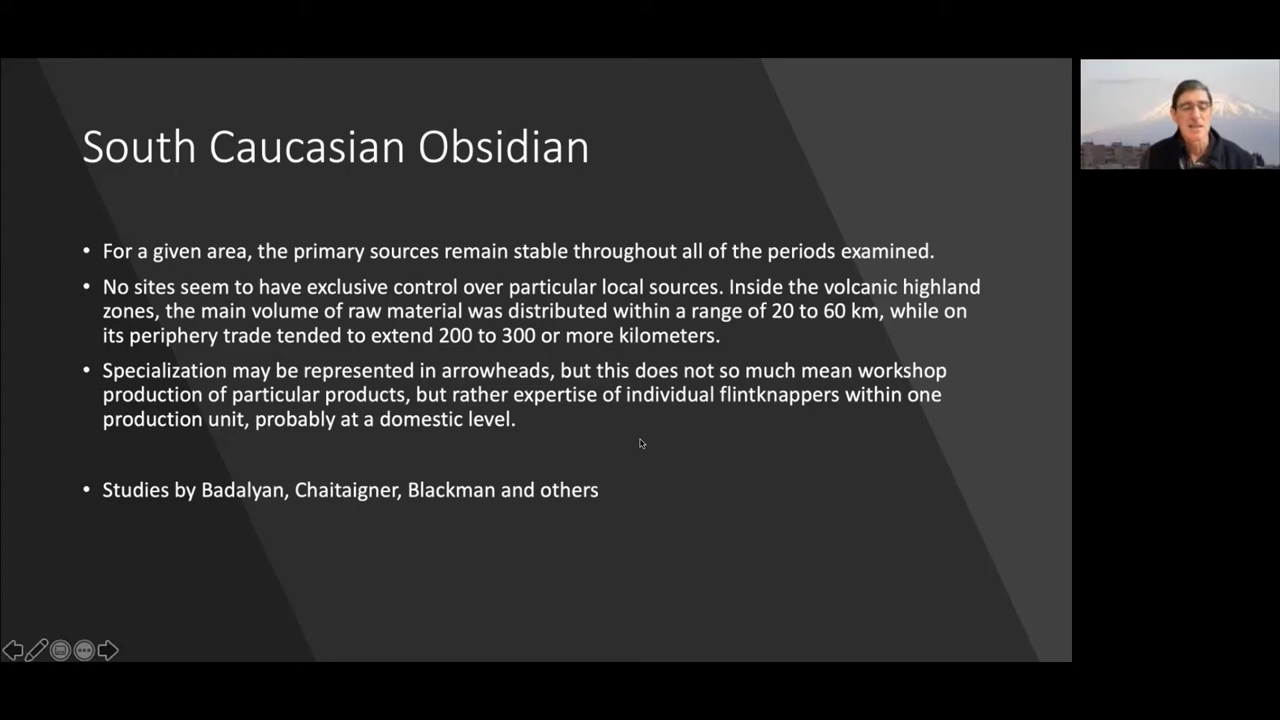 South Caucasian Obsidian
• For a given area, the primary sources remain stable throughout all of the periods examined.
• No sites seem to have exclusive control over particular local sources. Inside the volcanic highland
zones, the main volume of raw material was distributed within a range of 20 to 60 km, while on
its periphery trade tended to extend 200 to 300 or more kilometers.
• Specialization may be represented in arrowheads, but this does not so much mean workshop
production of particular products, but rather expertise of individual flintknappers within one
production unit, probably at a domestic level.
• Studies by Badalyan, Chaitaigner, Blackman and others